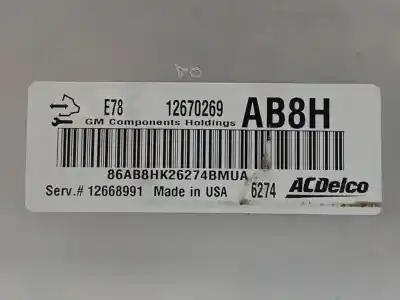 E78 12670269 AB8H
GM Components Holdings
86AB8HK26274BMUA
Serv.# 12668991 Made in USA 6274 ACDelco